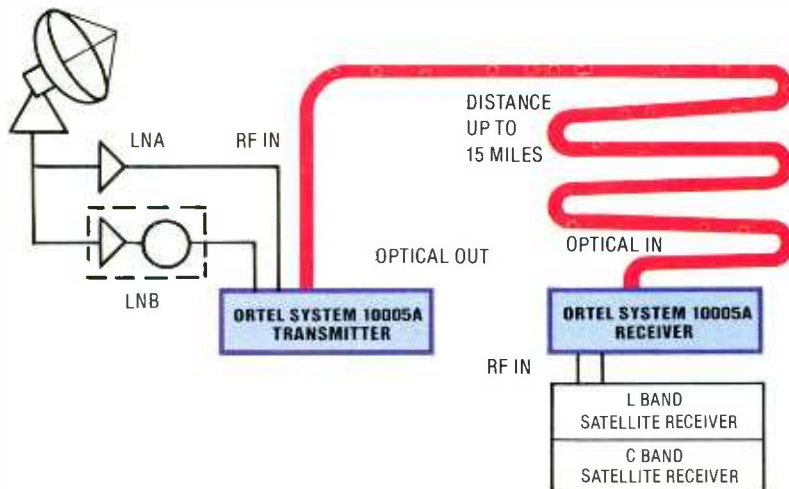 LNA
RF IN
DISTANCE
UP TO
15 MILES
LNB
OPTICAL OUT
OPTICAL IN
ORTEL SYSTEM 10005A
TRANSMITTER
ORTEL SYSTEM 10005A
RECEIVER
RF IN
L BAND
SATELLITE RECEIVER
C BAND
SATELLITE RECEIVER